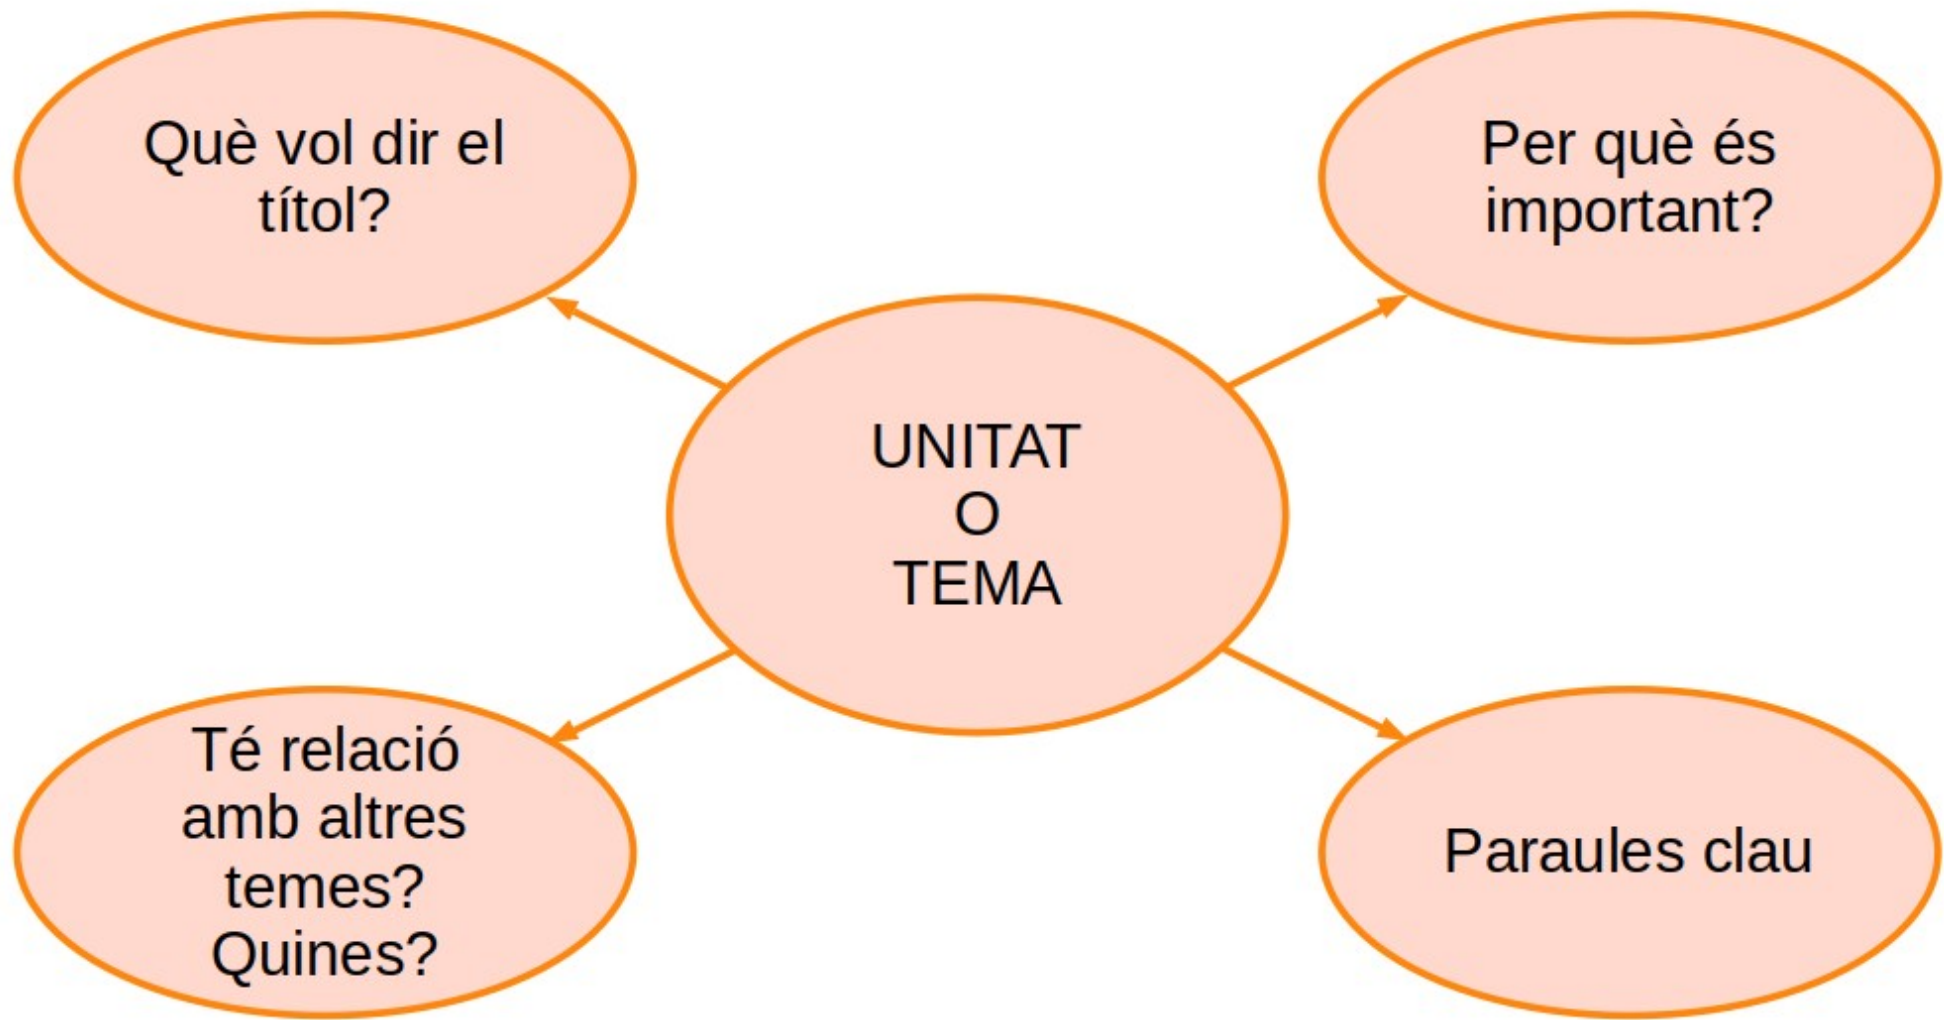 Què vol dir el
títol?
Per què és
important?
UNITAT
O
TEMA
Té relació
amb altres
temes?
Quines?
Paraules clau